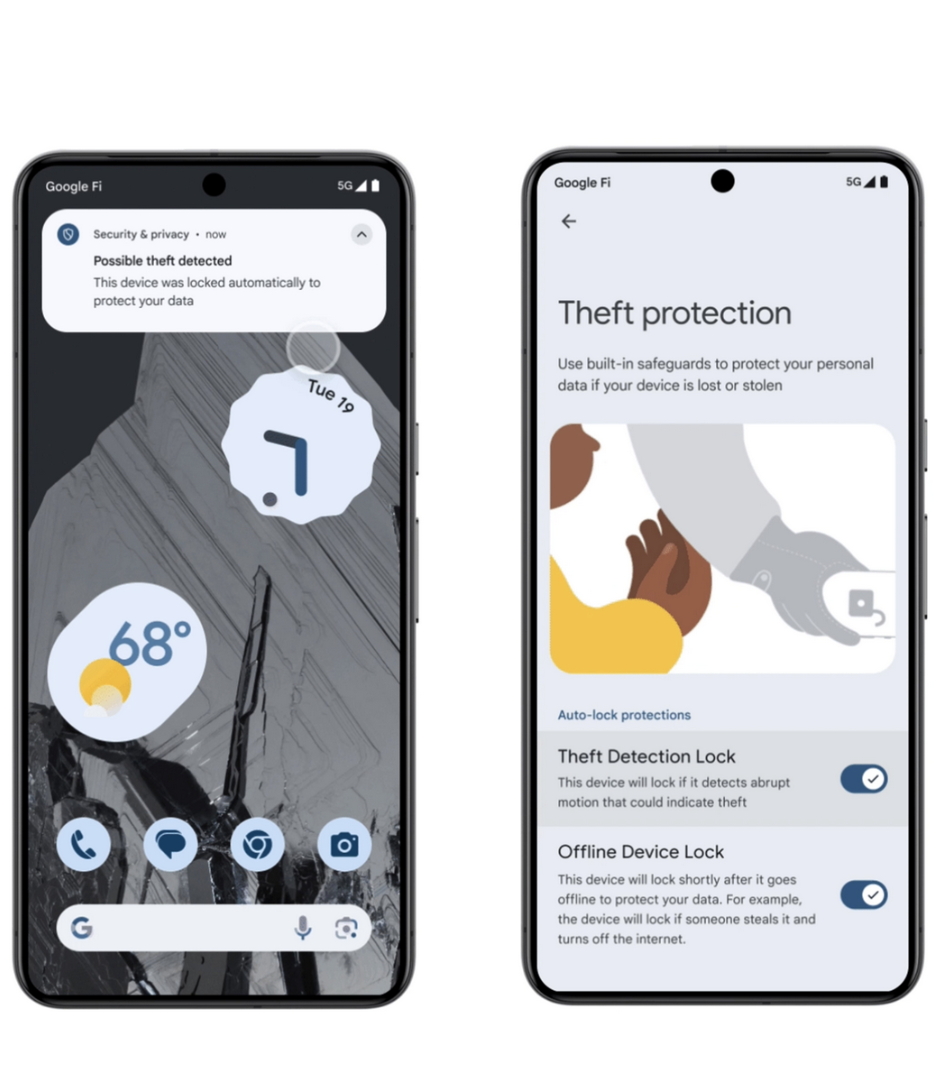 Google Fi
5G
Security & privacy • now
Possible theft detected
This device was locked automatically to
protect your data
Tue 19
68°
G
Google Fi
5G
Theft protection
Use built-in safeguards to protect your personal
data if your device is lost or stolen
Auto-lock protections
Theft Detection Lock
This device will lock if it detects abrupt
motion that could indicate theft
Offline Device Lock
This device will lock shortly after it goes
offline to protect your data. For example,
the device will lock if someone steals it and
turns off the internet.